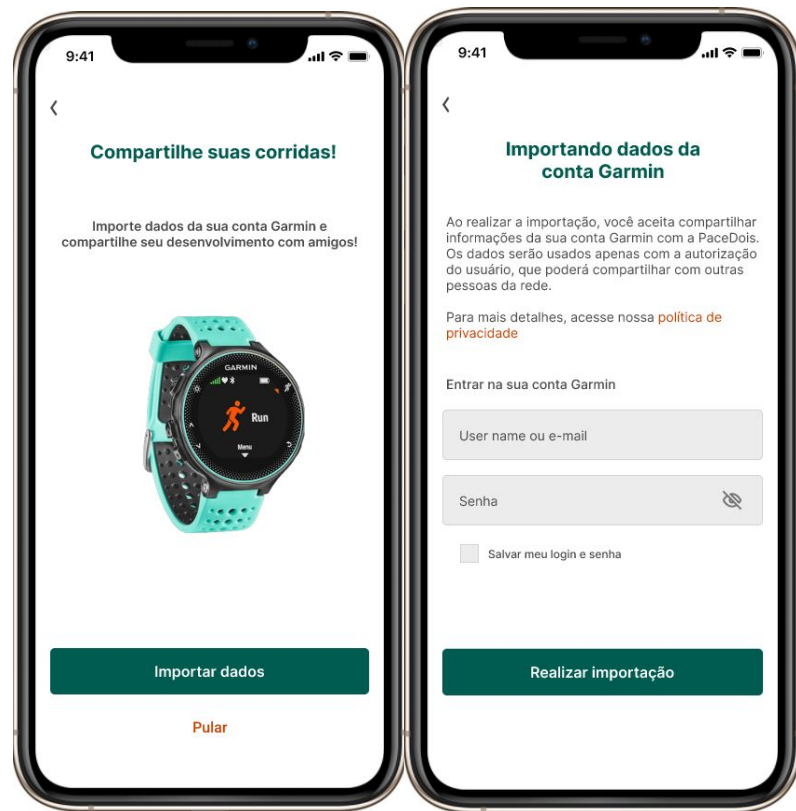 9:41
Compartilhe suas corridas!
Importe dados da sua conta Garmin e
compartilhe seu desenvolvimento com amigos!
GARMIN
Run
Menu
Importar dados
Pular
9:41
Importando dados da
conta Garmin
Ao realizar a importação, você aceita compartilhar
informações da sua conta Garmin com a PaceDois.
Os dados serão usados apenas com a autorização
do usuário, que poderá compartilhar com outras
pessoas da rede.
Para mais detalhes, acesse nossa política de
privacidade
Entrar na sua conta Garmin
User name ou e-mail
Senha
Salvar meu login e senha
Realizar importação